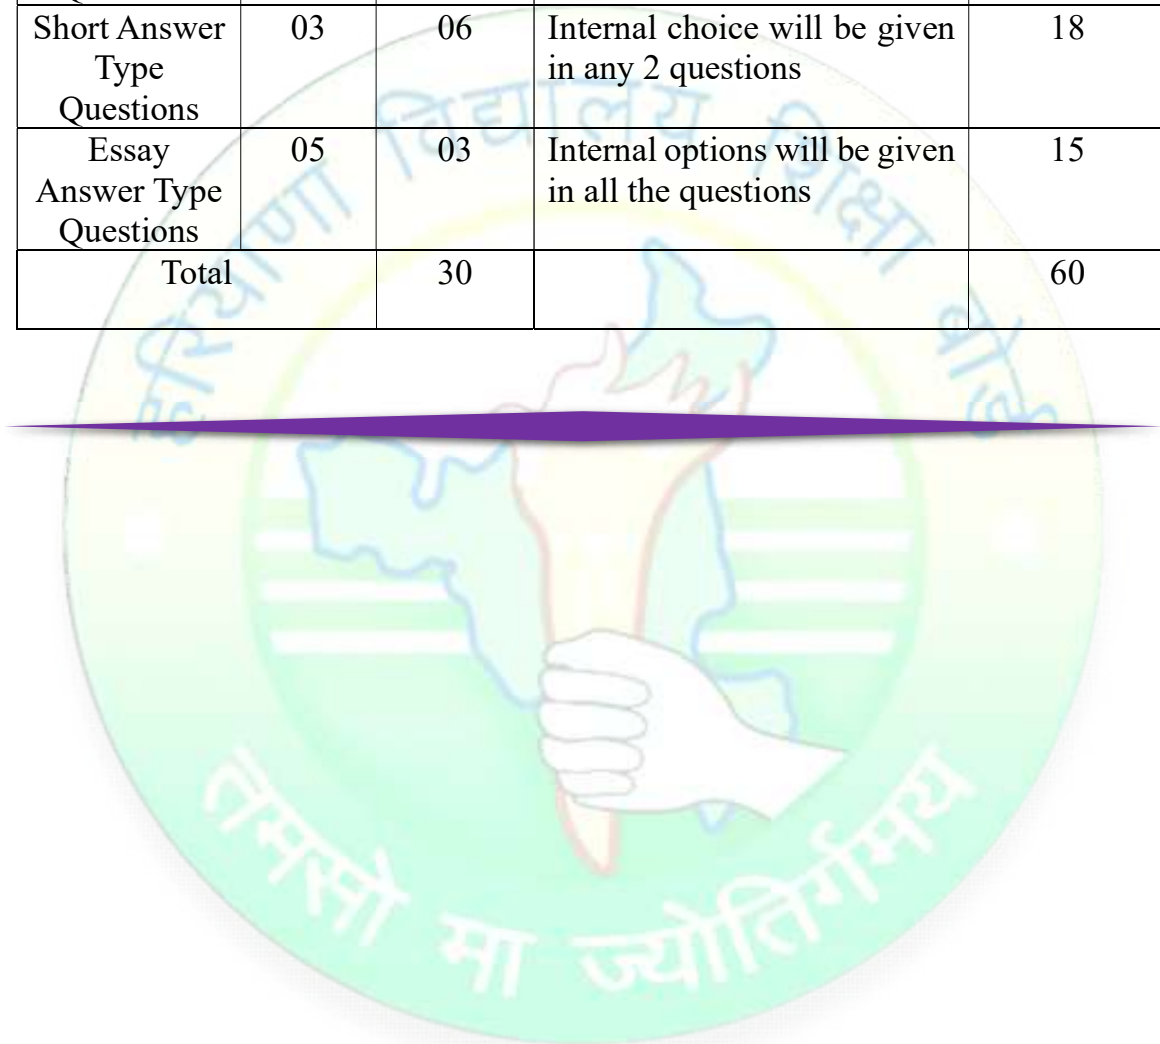 Short Answer 03 06 Internal choice will be given 18
Type in any 2 questions
Questions
Essay 05 03 Internal options will be given 15
Answer Type in all the questions
Questions
Total 30 60
हरियाणा विद्यालय शिक्षा बोर्ड
तमसो मा ज्योतिर्गमय